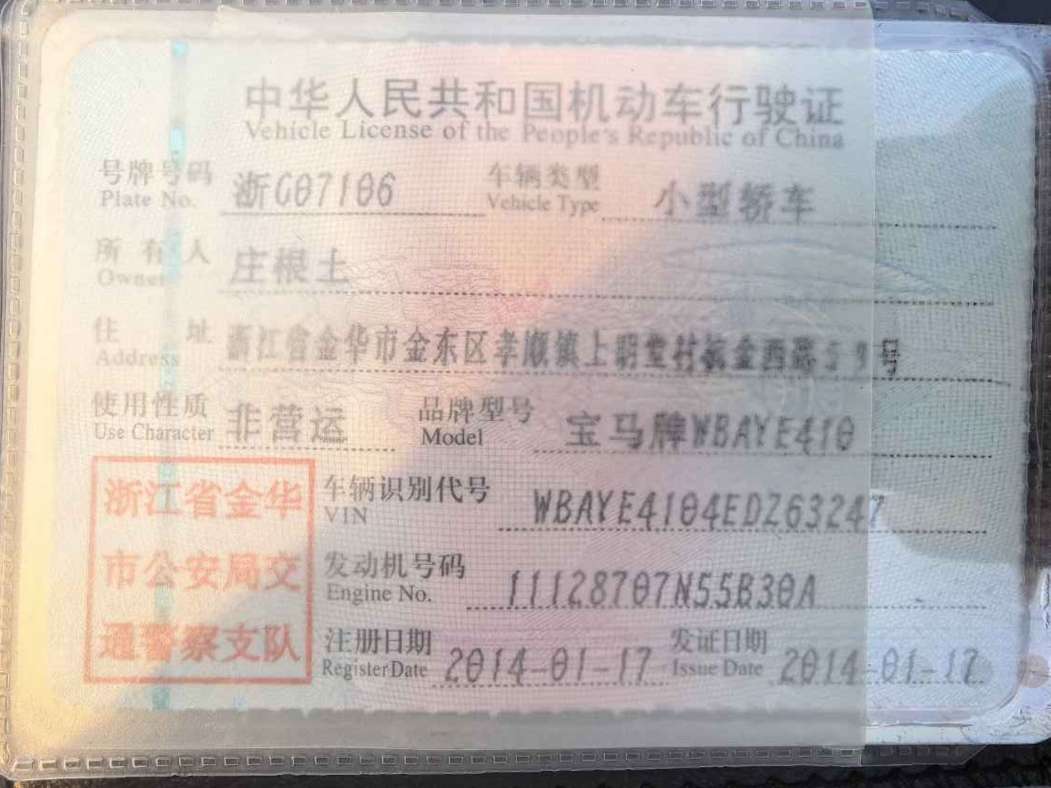 中华人民共和国机动车行驶证
Vehicle License of the People's Republic of China
号牌号码 浙G07106 车辆类型 小型轿车
Plate No. Vehicle Type
所有人 庄根土
Owner
住址 浙江省金华市金东区孝顺镇上明堂村振金西路59号
Address
使用性质 非营运 品牌型号 宝马牌WBAYE410
Use Character Model
浙江省金华
市公安局交
通警察支队
车辆识别代号 WBAYE4104EDZ63247
VIN
发动机号码 11128707N55B30A
Engine No.
注册日期 2014-01-17 发证日期 2014-01-17
Register Date Issue Date